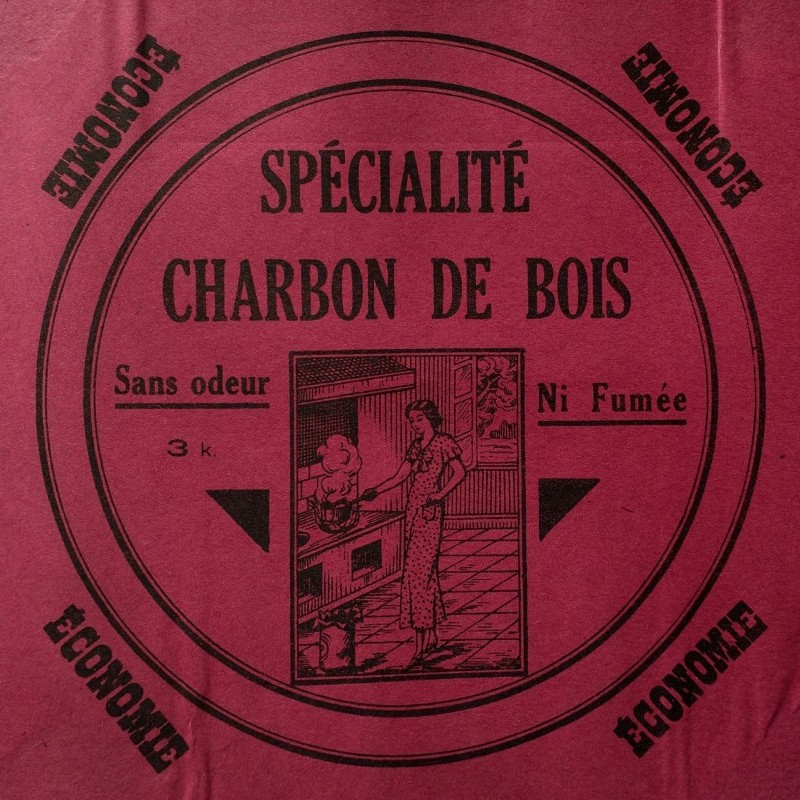 ÉCONOMIE
ÉCONOMIE
SPÉCIALITÉ
CHARBON DE BOIS
Sans odeur
Ni Fumée
3 K.
ÉCONOMIE
ÉCONOMIE